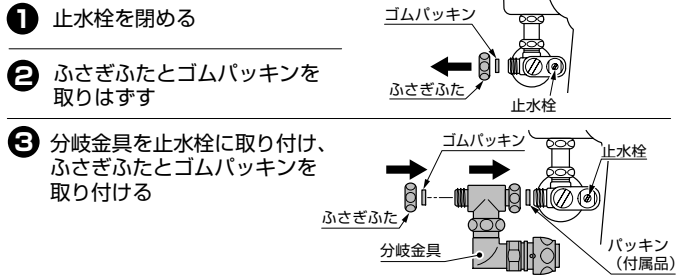 ❶ 止水栓を閉める
❷ ふさぎふたとゴムパッキンを
取りはずす
ゴムパッキン
ふさぎふた
止水栓
❸ 分岐金具を止水栓に取り付け、
ふさぎふたとゴムパッキンを
取り付ける
ゴムパッキン
止水栓
ふさぎふた
分岐金具
パッキン
（付属品）